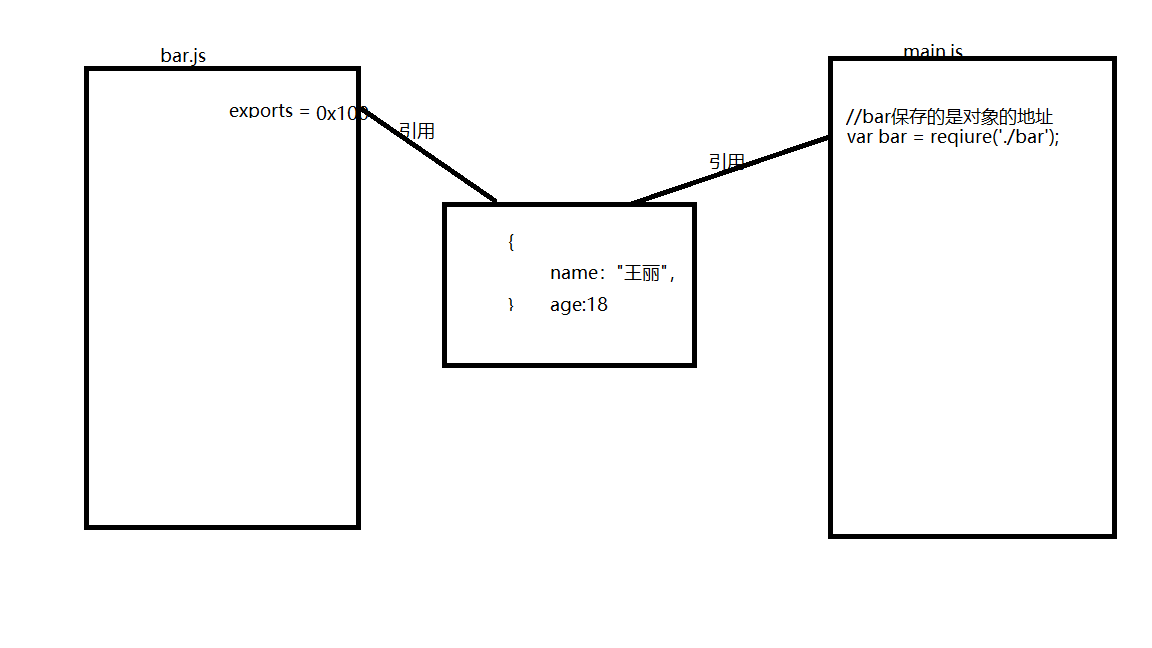 bar.js
main.js
exports = 0x100
引用
//bar保存的是对象的地址
var bar = reqiure('./bar');
引用
{
name："王丽",
} age:18